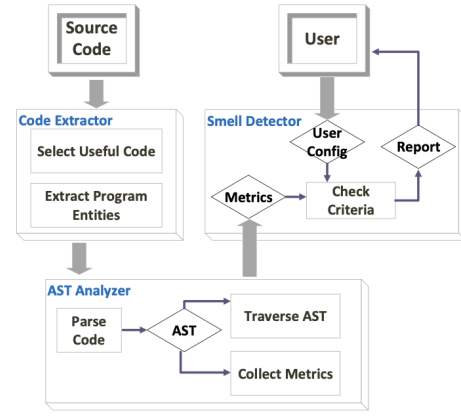 Source
Code
User
Code Extractor
Select Useful Code
Extract Program
Entities
Smell Detector
User
Config
Report
Metrics
Check
Criteria
AST Analyzer
Parse
Code
AST
Traverse AST
Collect Metrics